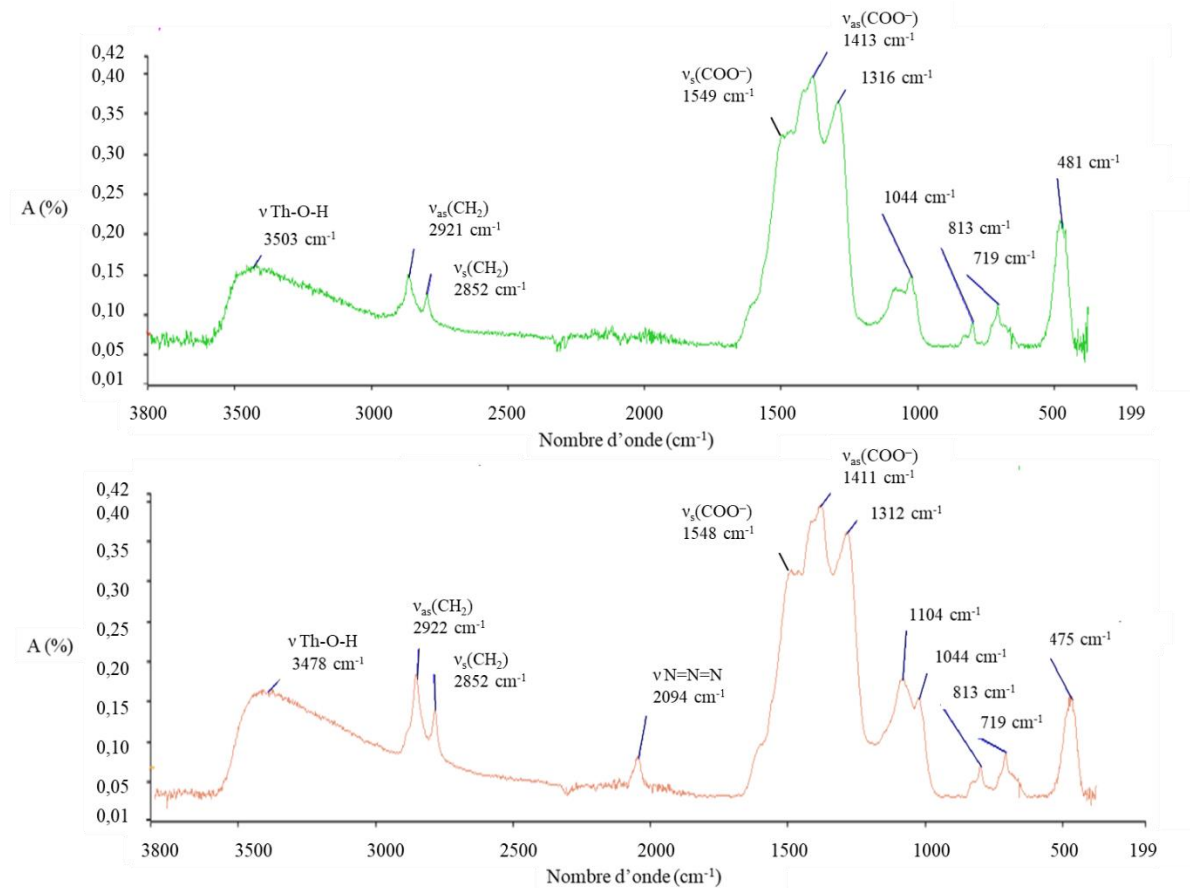 νas(COO⁻)
1413 cm-1
νs(COO⁻)
1549 cm-1
1316 cm-1
0,42
0,40
0,35
0,30
0,25
0,20
0,15
0,10
0,05
0,01
A (%)
ν Th-O-H
3503 cm-1
νas(CH2)
2921 cm-1
νs(CH2)
2852 cm-1
1044 cm-1
813 cm-1
719 cm-1
481 cm-1
3800 3500 3000 2500 2000 1500 1000 500 199
Nombre d’onde (cm-1)
νas(COO⁻)
1411 cm-1
νs(COO⁻)
1548 cm-1
1312 cm-1
0,42
0,40
0,35
0,30
0,25
0,20
0,15
0,10
0,05
0,01
A (%)
ν Th-O-H
3478 cm-1
νas(CH2)
2922 cm-1
νs(CH2)
2852 cm-1
ν N=N=N
2094 cm-1
1104 cm-1
1044 cm-1
813 cm-1
719 cm-1
475 cm-1
3800 3500 3000 2500 2000 1500 1000 500 199
Nombre d’onde (cm-1)